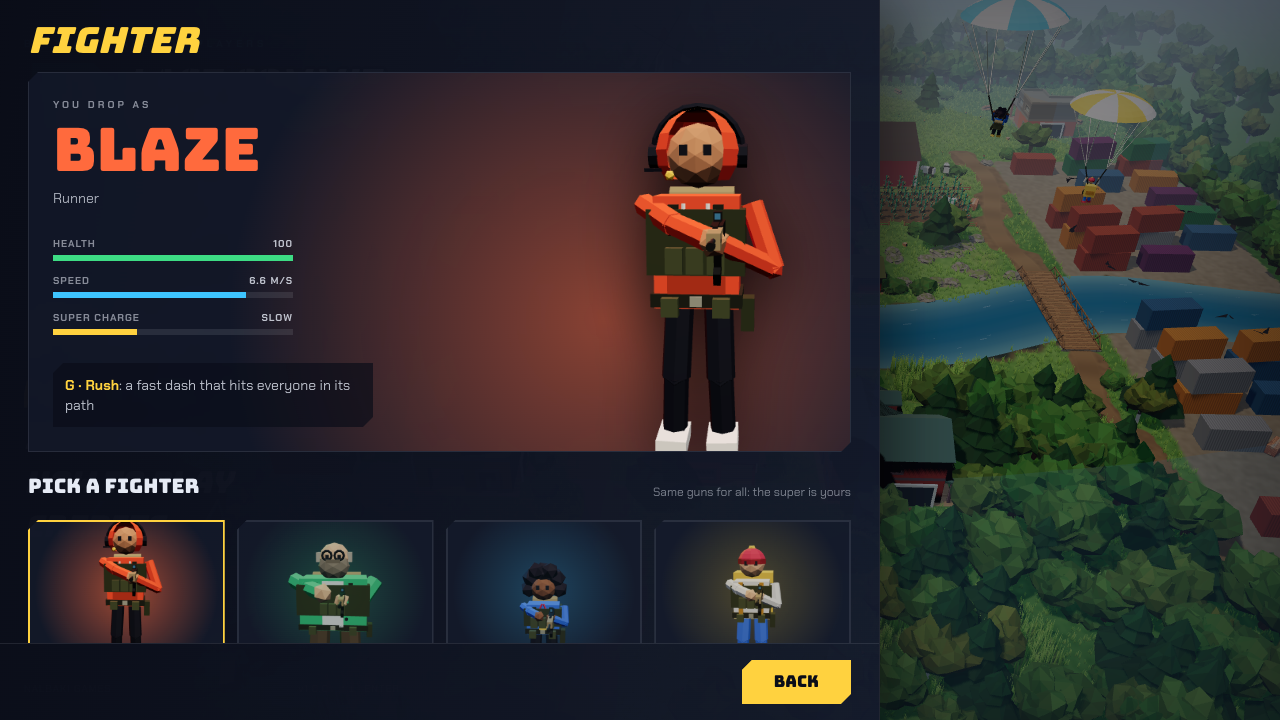 FIGHTER
YOU DROP AS
BLAZE
Runner
HEALTH 100
SPEED 6.6 M/S
SUPER CHARGE SLOW
G · Rush: a fast dash that hits everyone in its
path
PICK A FIGHTER
Same guns for all: the super is yours
BACK